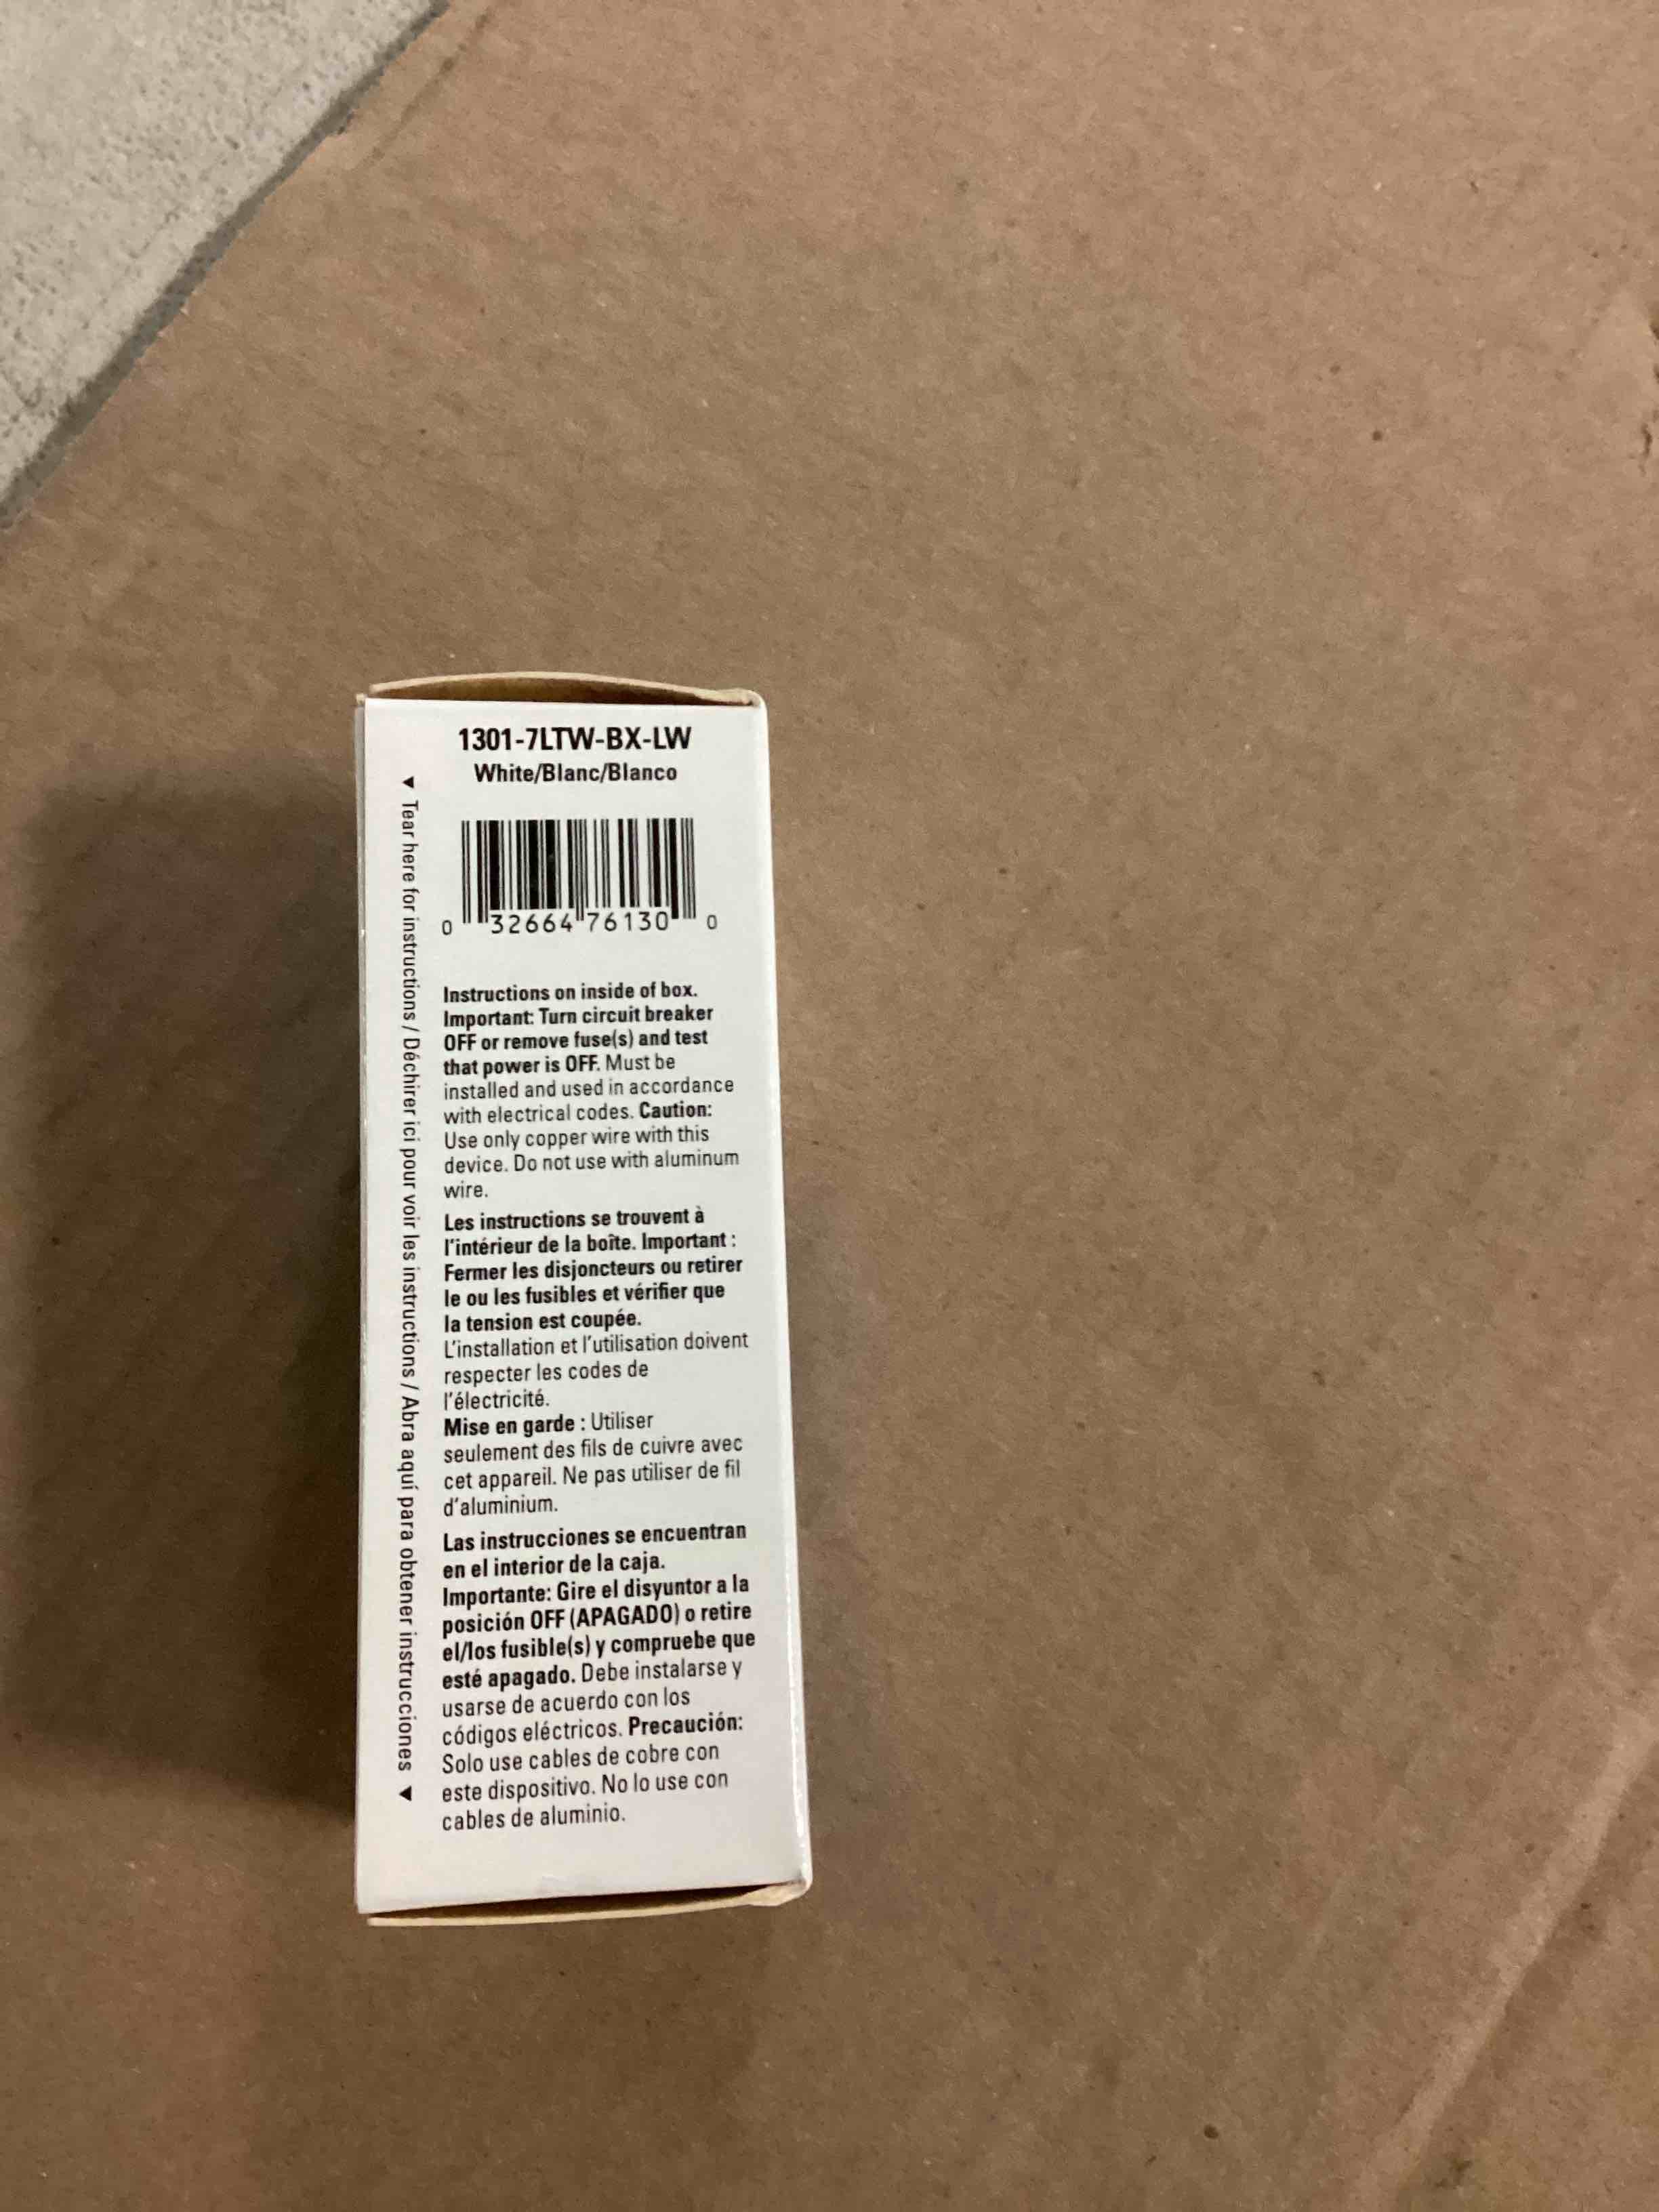 1301-7LTW-BX-LW
White/Blanc/Blanco
0 32664 76130 0
▼ Tear here for instructions / Déchirer ici pour voir les instructions / Abra aquí para obtener instrucciones ▼
Instructions on inside of box.
Important: Turn circuit breaker
OFF or remove fuse(s) and test
that power is OFF. Must be
installed and used in accordance
with electrical codes. Caution:
Use only copper wire with this
device. Do not use with aluminum
wire.
Les instructions se trouvent à
l'intérieur de la boîte. Important :
Fermer les disjoncteurs ou retirer
le ou les fusibles et vérifier que
la tension est coupée.
L'installation et l'utilisation doivent
respecter les codes de
l'électricité.
Mise en garde : Utiliser
seulement des fils de cuivre avec
cet appareil. Ne pas utiliser de fil
d'aluminium.
Las instrucciones se encuentran
en el interior de la caja.
Importante: Gire el disyuntor a la
posición OFF (APAGADO) o retire
el/los fusible(s) y compruebe que
esté apagado. Debe instalarse y
usarse de acuerdo con los
códigos eléctricos. Precaución:
Solo use cables de cobre con
este dispositivo. No lo use con
cables de aluminio.